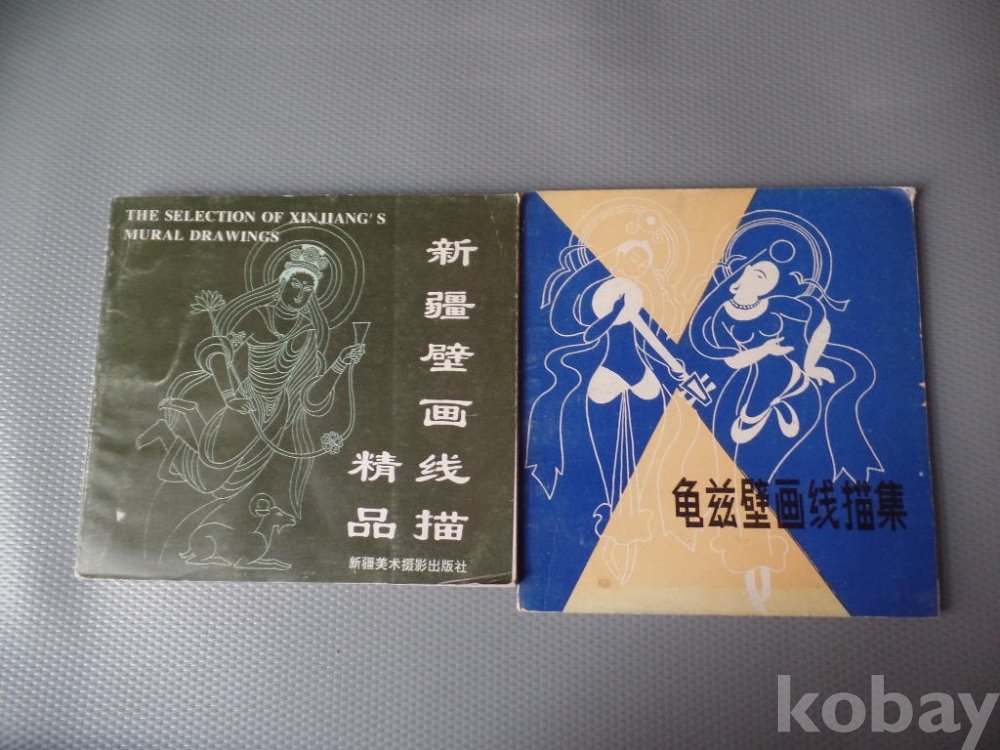 THE SELECTION OF XINJIANG'S
MURAL DRAWINGS
新疆壁画线描
精品
新疆美术摄影出版社
龟兹壁画线描集
kobay